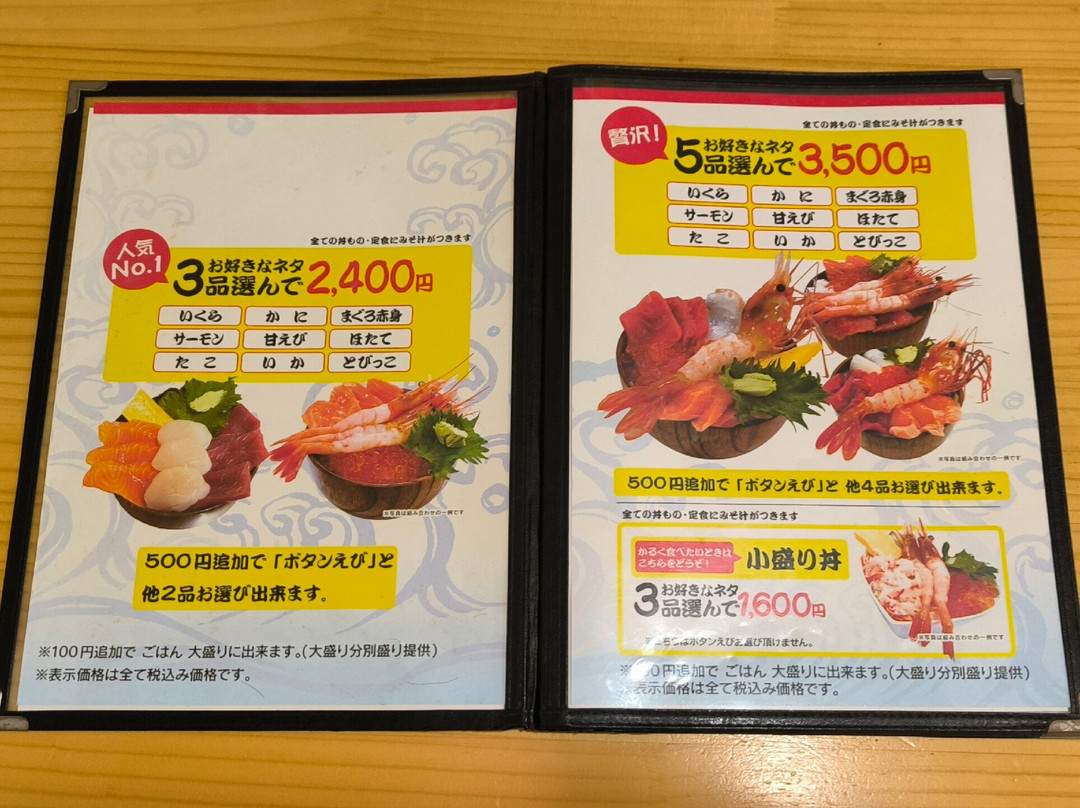 全ての丼もの・定食にみそ汁がつきます
人気
No.1
3品選んで2,400円
お好きなネタ
いくら かに まぐろ赤身
サーモン 甘えび ほたて
たこ いか とびっこ
※写真は組み合わせの一例です
500円追加で「ボタンえび」と
他2品お選び出来ます。
※100円追加で ごはん 大盛りに出来ます。(大盛り分別盛り提供)
※表示価格は全て税込み価格です。
全ての丼もの・定食にみそ汁がつきます
贅沢!
お好きなネタ
5品選んで3,500円
いくら かに まぐろ赤身
サーモン 甘えび ほたて
たこ いか とびっこ
※写真は組み合わせの一例です
500円追加で「ボタンえび」と 他4品お選び出来ます。
全ての丼もの・定食にみそ汁がつきます
かるく食べたいときは
こちらをどうぞ!
小盛り丼
お好きなネタ
3品選んで1,600円
※写真は組み合わせの一例です
※こちらはボタンえびお選び頂けません。
円追加で ごはん 大盛りに出来ます。(大盛り分別盛り提供)
表示価格は全て税込み価格です。